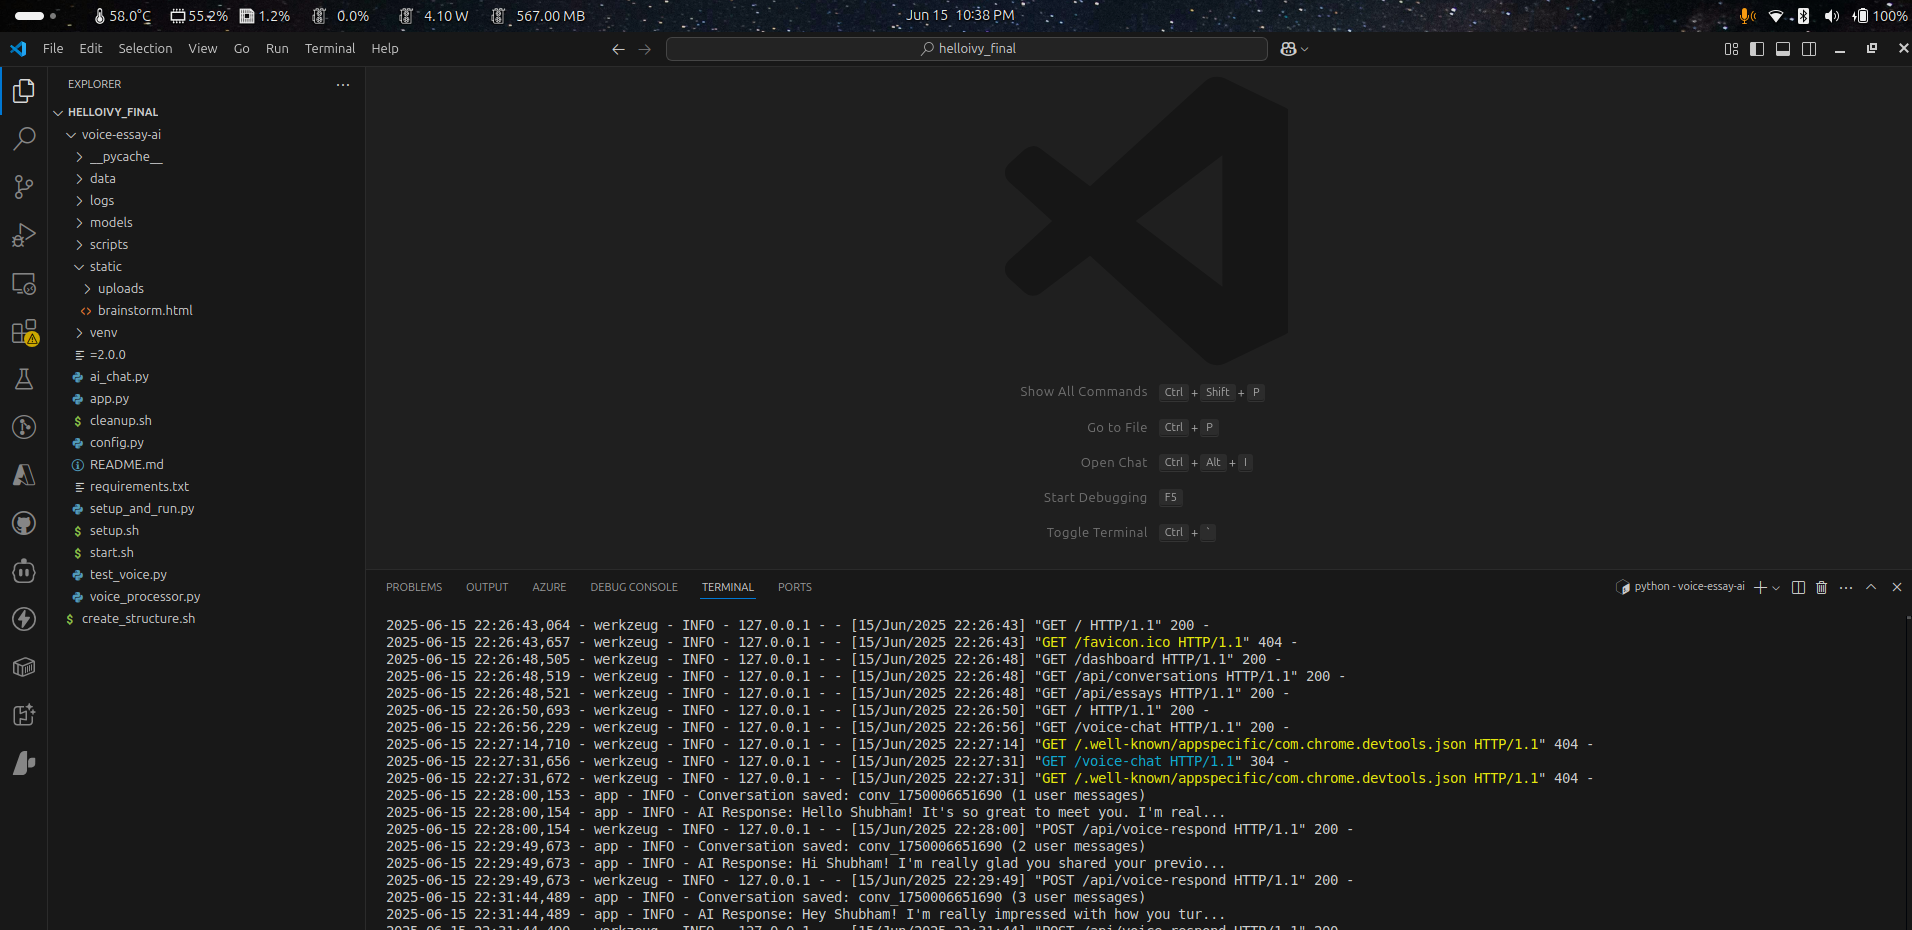 58.0°C 55.2% 1.2% 0.0% 4.10 W 567.00 MB Jun 15 10:38 PM 100%
File Edit Selection View Go Run Terminal Help helloivy_final
EXPLORER
HELLOIVY_FINAL
voice-essay-ai
__pycache__
data
logs
models
scripts
static
uploads
brainstorm.html
venv
=2.0.0
ai_chat.py
app.py
cleanup.sh
config.py
README.md
requirements.txt
setup_and_run.py
setup.sh
start.sh
test_voice.py
voice_processor.py
create_structure.sh
Show All Commands Ctrl + Shift + P
Go to File Ctrl + P
Open Chat Ctrl + Alt + I
Start Debugging F5
Toggle Terminal Ctrl + `
PROBLEMS OUTPUT AZURE DEBUG CONSOLE TERMINAL PORTS python - voice-essay-ai
2025-06-15 22:26:43,064 - werkzeug - INFO - 127.0.0.1 - - [15/Jun/2025 22:26:43] "GET / HTTP/1.1" 200 -
2025-06-15 22:26:43,657 - werkzeug - INFO - 127.0.0.1 - - [15/Jun/2025 22:26:43] "GET /favicon.ico HTTP/1.1" 404 -
2025-06-15 22:26:48,505 - werkzeug - INFO - 127.0.0.1 - - [15/Jun/2025 22:26:48] "GET /dashboard HTTP/1.1" 200 -
2025-06-15 22:26:48,519 - werkzeug - INFO - 127.0.0.1 - - [15/Jun/2025 22:26:48] "GET /api/conversations HTTP/1.1" 200 -
2025-06-15 22:26:48,521 - werkzeug - INFO - 127.0.0.1 - - [15/Jun/2025 22:26:48] "GET /api/essays HTTP/1.1" 200 -
2025-06-15 22:26:50,693 - werkzeug - INFO - 127.0.0.1 - - [15/Jun/2025 22:26:50] "GET / HTTP/1.1" 200 -
2025-06-15 22:26:56,229 - werkzeug - INFO - 127.0.0.1 - - [15/Jun/2025 22:26:56] "GET /voice-chat HTTP/1.1" 200 -
2025-06-15 22:27:14,710 - werkzeug - INFO - 127.0.0.1 - - [15/Jun/2025 22:27:14] "GET /.well-known/appspecific/com.chrome.devtools.json HTTP/1.1" 404 -
2025-06-15 22:27:31,656 - werkzeug - INFO - 127.0.0.1 - - [15/Jun/2025 22:27:31] "GET /voice-chat HTTP/1.1" 304 -
2025-06-15 22:27:31,672 - werkzeug - INFO - 127.0.0.1 - - [15/Jun/2025 22:27:31] "GET /.well-known/appspecific/com.chrome.devtools.json HTTP/1.1" 404 -
2025-06-15 22:28:00,153 - app - INFO - Conversation saved: conv_1750006651690 (1 user messages)
2025-06-15 22:28:00,154 - app - INFO - AI Response: Hello Shubham! It's so great to meet you. I'm real...
2025-06-15 22:28:00,154 - werkzeug - INFO - 127.0.0.1 - - [15/Jun/2025 22:28:00] "POST /api/voice-respond HTTP/1.1" 200 -
2025-06-15 22:29:49,673 - app - INFO - Conversation saved: conv_1750006651690 (2 user messages)
2025-06-15 22:29:49,673 - app - INFO - AI Response: Hi Shubham! I'm really glad you shared your previo...
2025-06-15 22:29:49,673 - werkzeug - INFO - 127.0.0.1 - - [15/Jun/2025 22:29:49] "POST /api/voice-respond HTTP/1.1" 200 -
2025-06-15 22:31:44,489 - app - INFO - Conversation saved: conv_1750006651690 (3 user messages)
2025-06-15 22:31:44,489 - app - INFO - AI Response: Hey Shubham! I'm really impressed with how you tur...